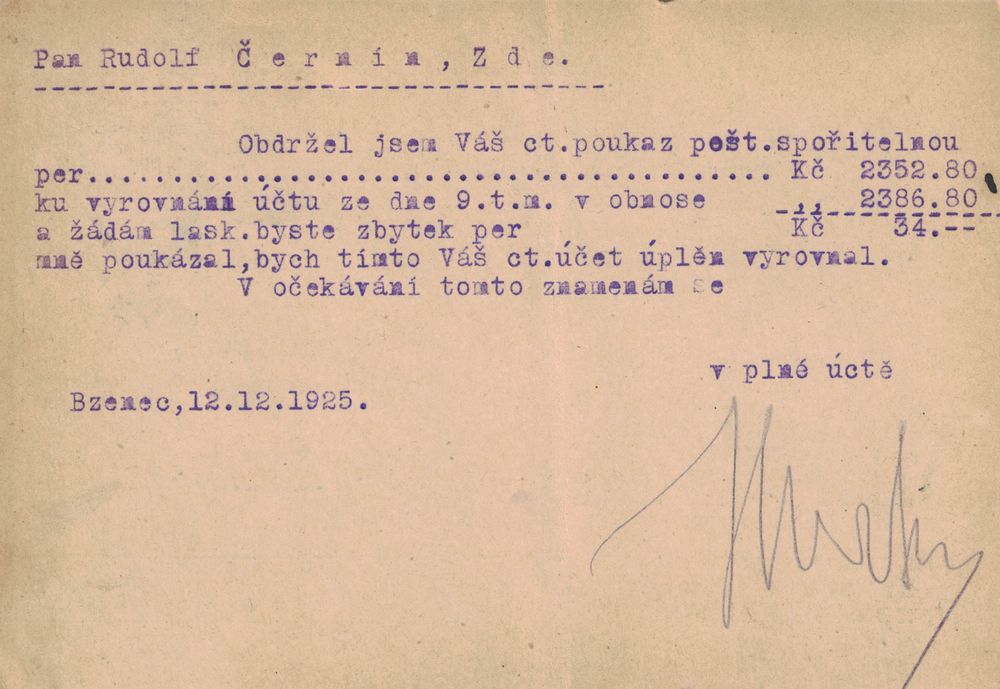 Pan Rudolf Č e r n í n , Z d e .
Obdržel jsem Váš ct.poukaz pošt.spořitelnou
per......................................... Kč 2352.80
ku vyrovnání účtu ze dne 9.t.m. v obnose -,,- 2386.80
a žádám lask.byste zbytek per Kč 34.--
mně poukázal,bych tímto Váš ct.účet úplěn vyrovnal.
V očekávání tomto znamenám se
v plné úctě
Bzenec,12.12.1925.